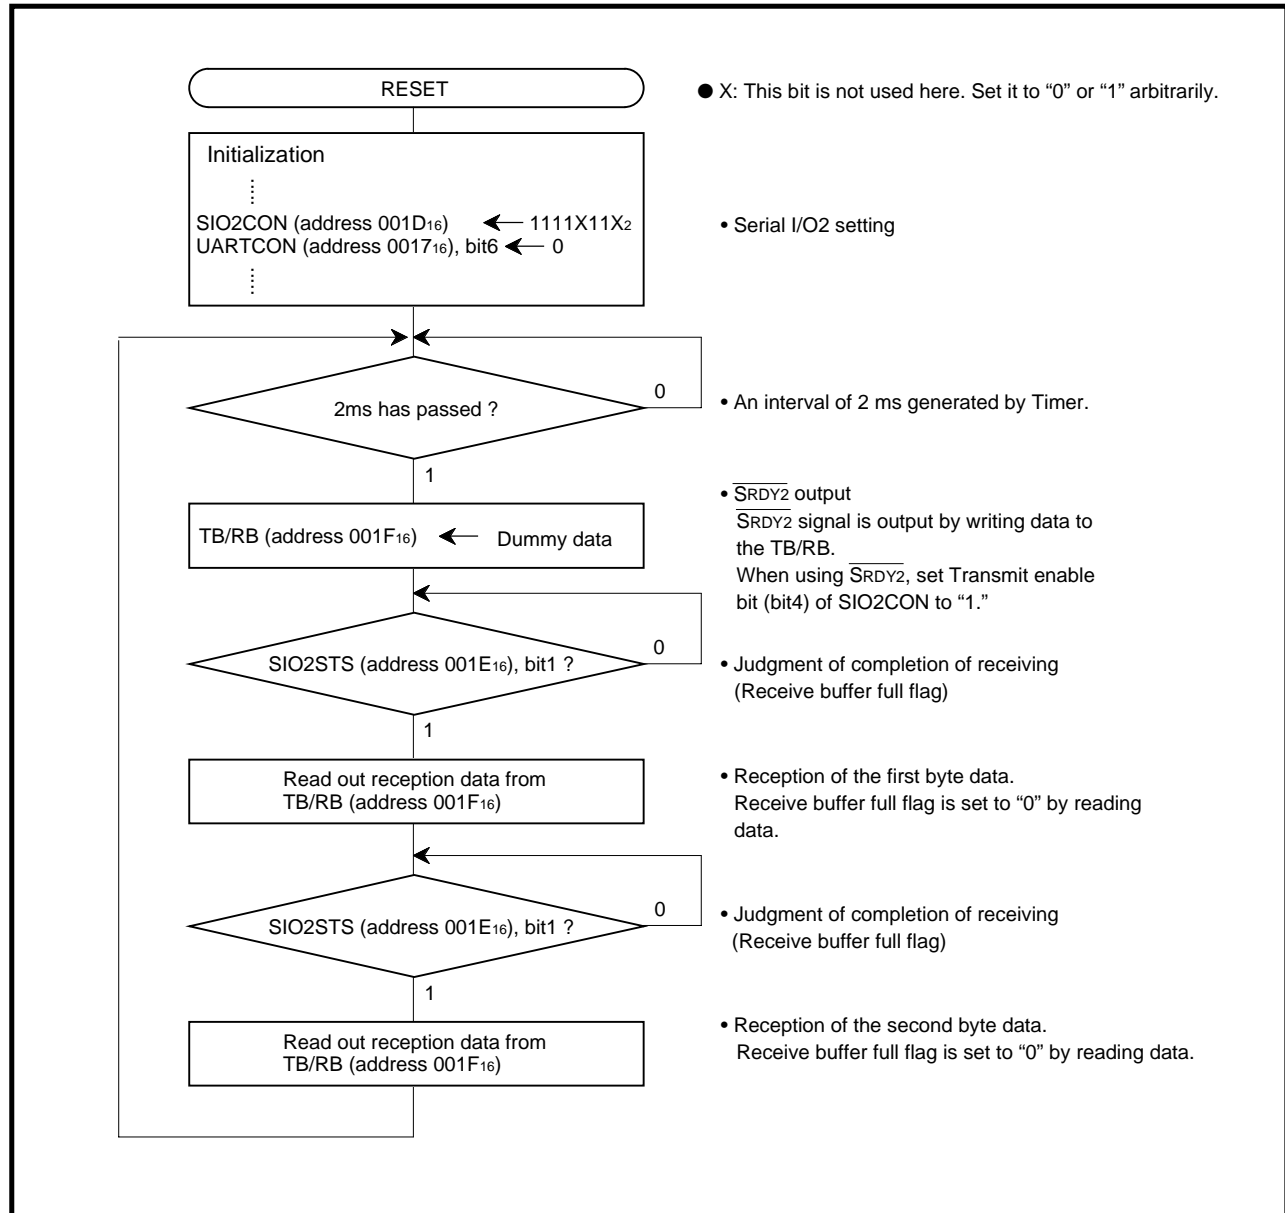 RESET
● X: This bit is not used here. Set it to “0” or “1” arbitrarily.
Initialization
SIO2CON (address 001D16) ← 1111X11X2
• Serial I/O2 setting
UARTCON (address 001716), bit6 ← 0
2ms has passed ?
0
• An interval of 2 ms generated by Timer.
1
TB/RB (address 001F16) ← Dummy data
• SRDY2 output
SRDY2 signal is output by writing data to
the TB/RB.
When using SRDY2, set Transmit enable
bit (bit4) of SIO2CON to “1.”
SIO2STS (address 001E16), bit1 ?
0
• Judgment of completion of receiving
(Receive buffer full flag)
1
Read out reception data from
TB/RB (address 001F16)
• Reception of the first byte data.
Receive buffer full flag is set to “0” by reading
data.
SIO2STS (address 001E16), bit1 ?
0
• Judgment of completion of receiving
(Receive buffer full flag)
1
Read out reception data from
TB/RB (address 001F16)
• Reception of the second byte data.
Receive buffer full flag is set to “0” by reading data.